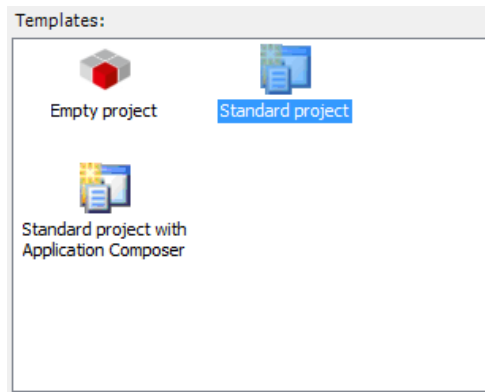 Templates:
Empty project
Standard project
Standard project with
Application Composer